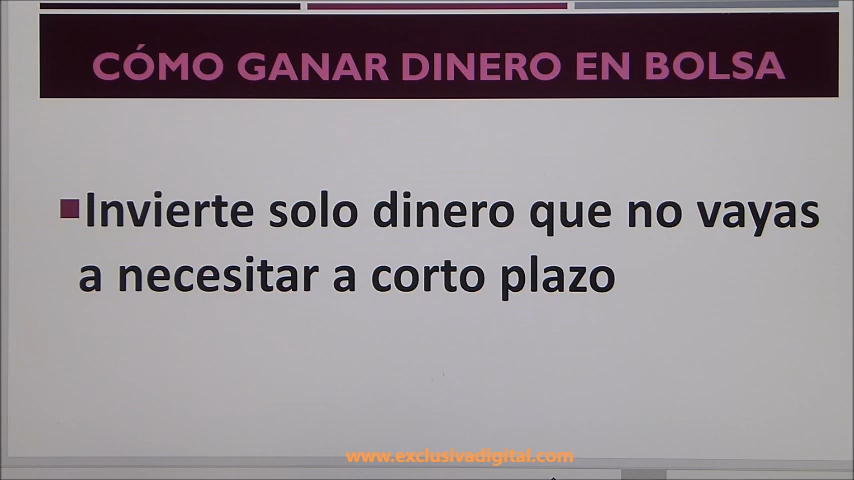 CÓMO GANAR DINERO EN BOLSA
Invierte solo dinero que no vayas
a necesitar a corto plazo
www.exclusivadigital.com